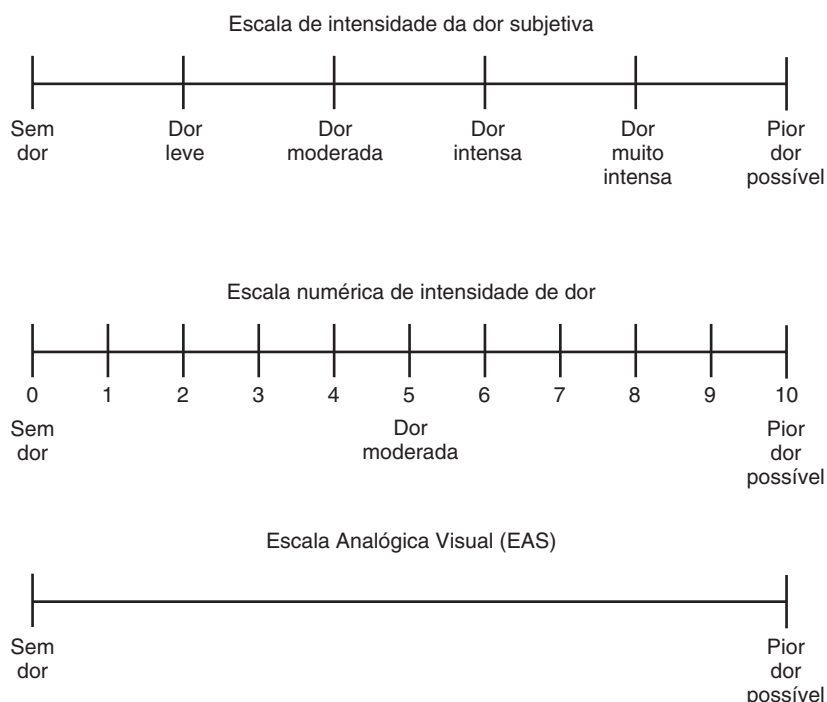 Escala de intensidade da dor subjetiva
Sem dor
Dor leve
Dor moderada
Dor intensa
Dor muito intensa
Pior dor possível
Escala numérica de intensidade de dor
0 1 2 3 4 5 6 7 8 9 10
Sem dor
Dor moderada
Pior dor possível
Escala Analógica Visual (EAS)
Sem dor
Pior dor possível